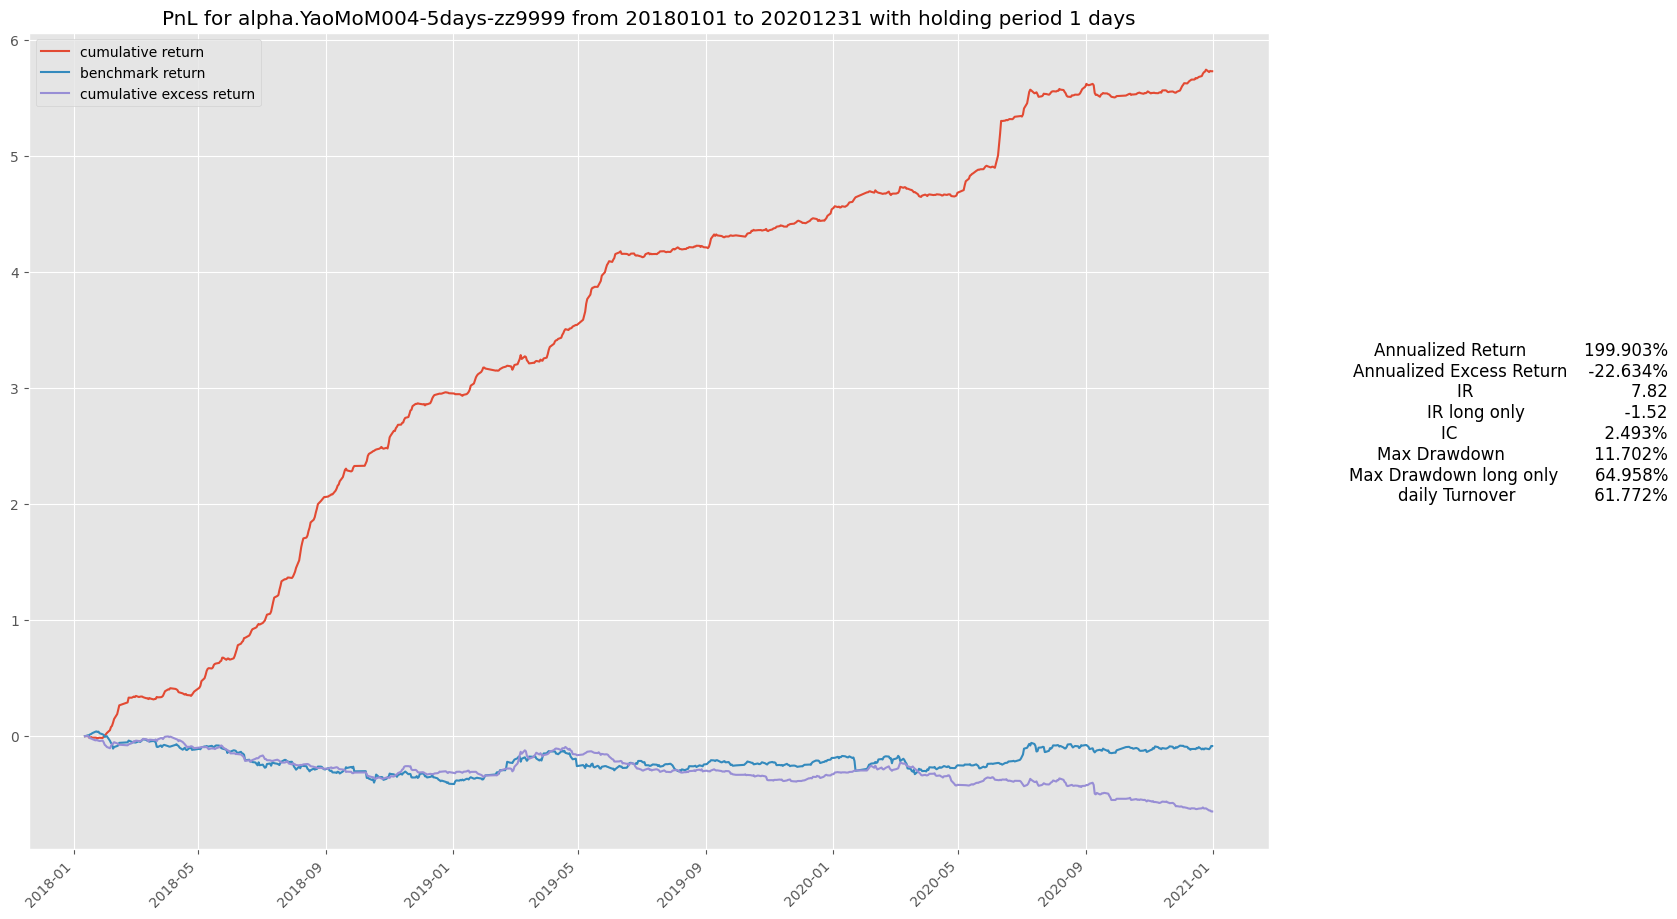 PnL for alpha.YaoMoM004-5days-zz9999 from 20180101 to 20201231 with holding period 1 days
cumulative return
benchmark return
cumulative excess return
6
5
4
3
2
1
0
2018-01
2018-05
2018-09
2019-01
2019-05
2019-09
2020-01
2020-05
2020-09
2021-01
Annualized Return 199.903%
Annualized Excess Return -22.634%
IR 7.82
IR long only -1.52
IC 2.493%
Max Drawdown 11.702%
Max Drawdown long only 64.958%
daily Turnover 61.772%